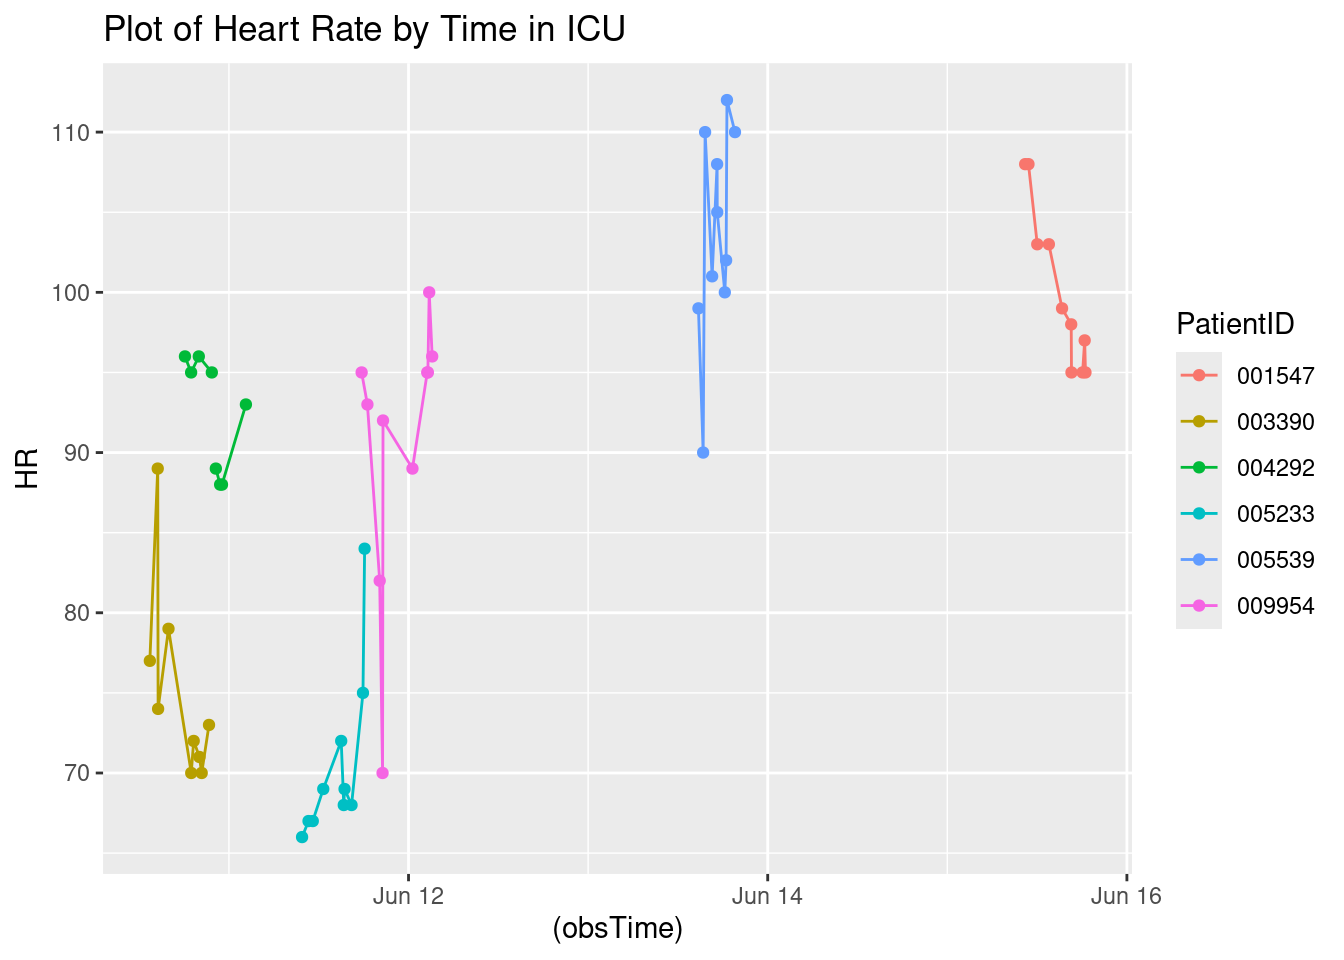 Plot of Heart Rate by Time in ICU
110
100
90
80
70
HR
Jun 12
Jun 14
Jun 16
(obsTime)
PatientID
001547
003390
004292
005233
005539
009954